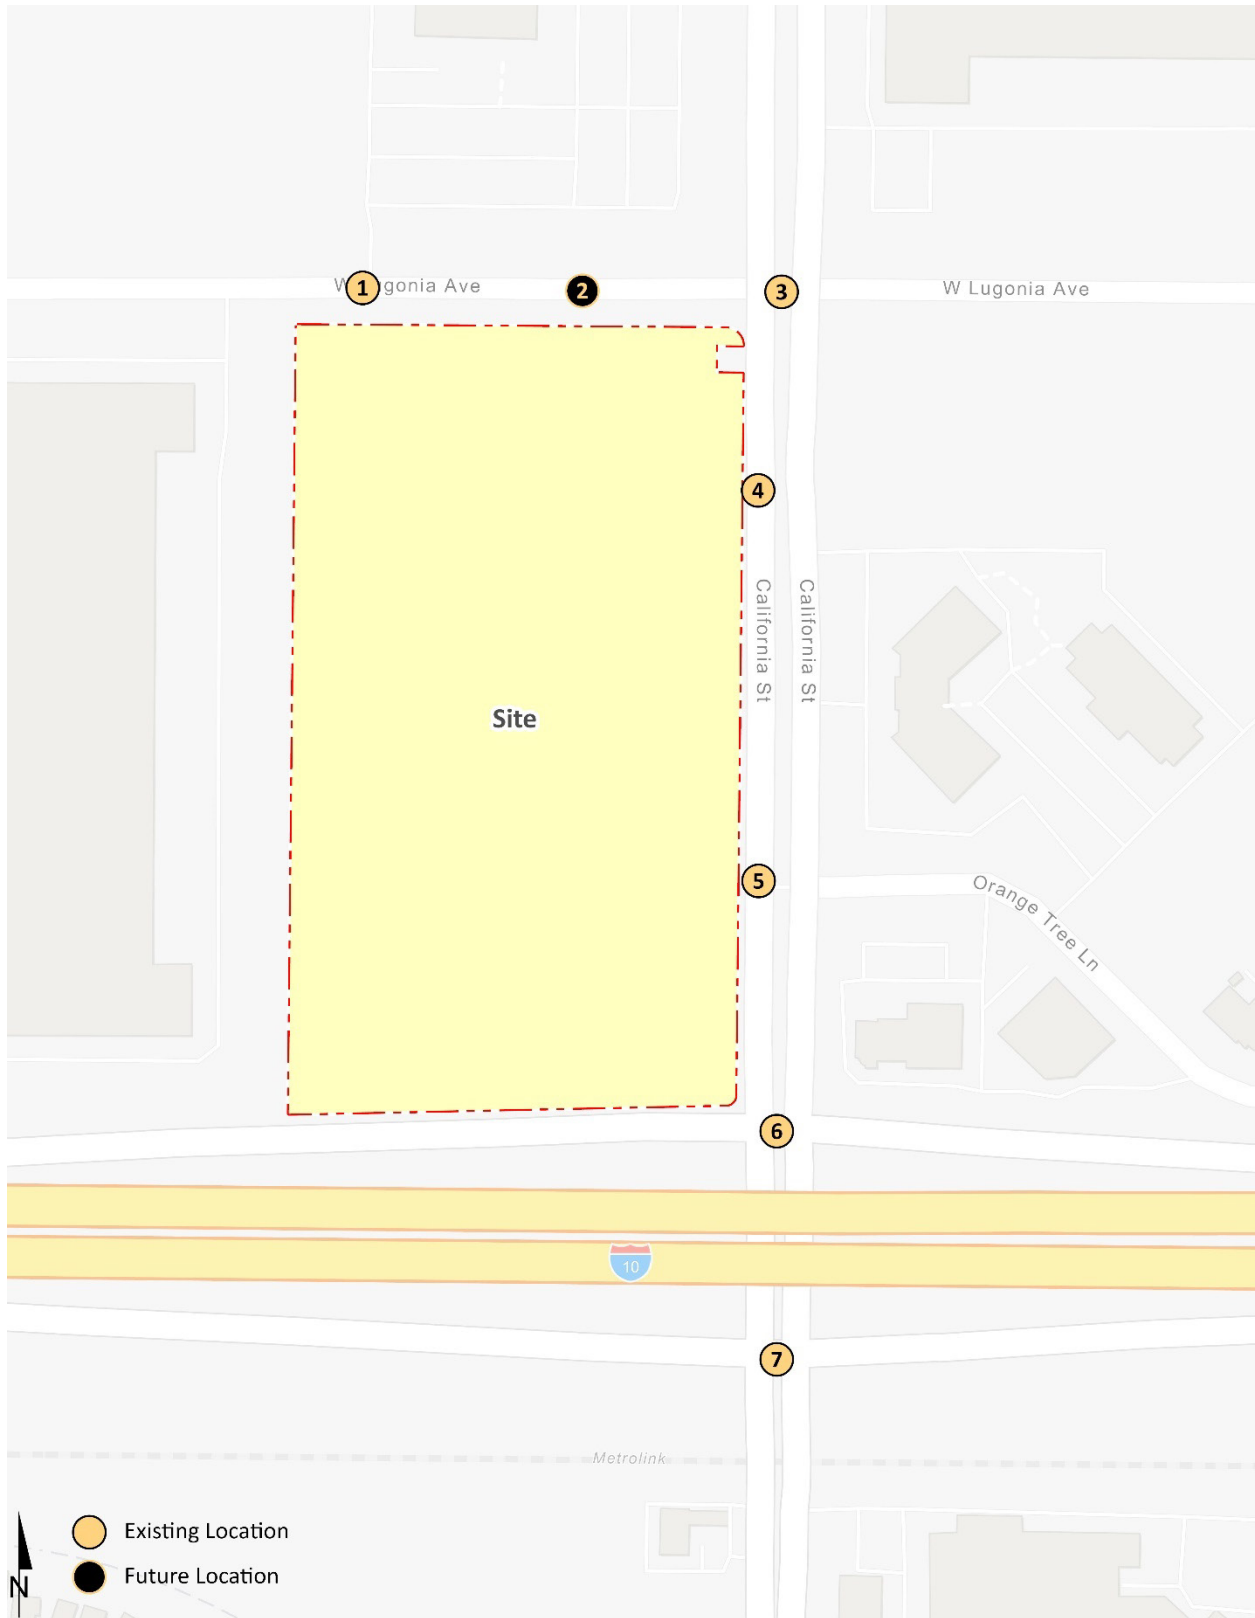 W Lugonia Ave
1
2
3
W Lugonia Ave
4
California St
California St
Site
5
Orange Tree Ln
6
10
7
Metrolink
Existing Location
Future Location
N